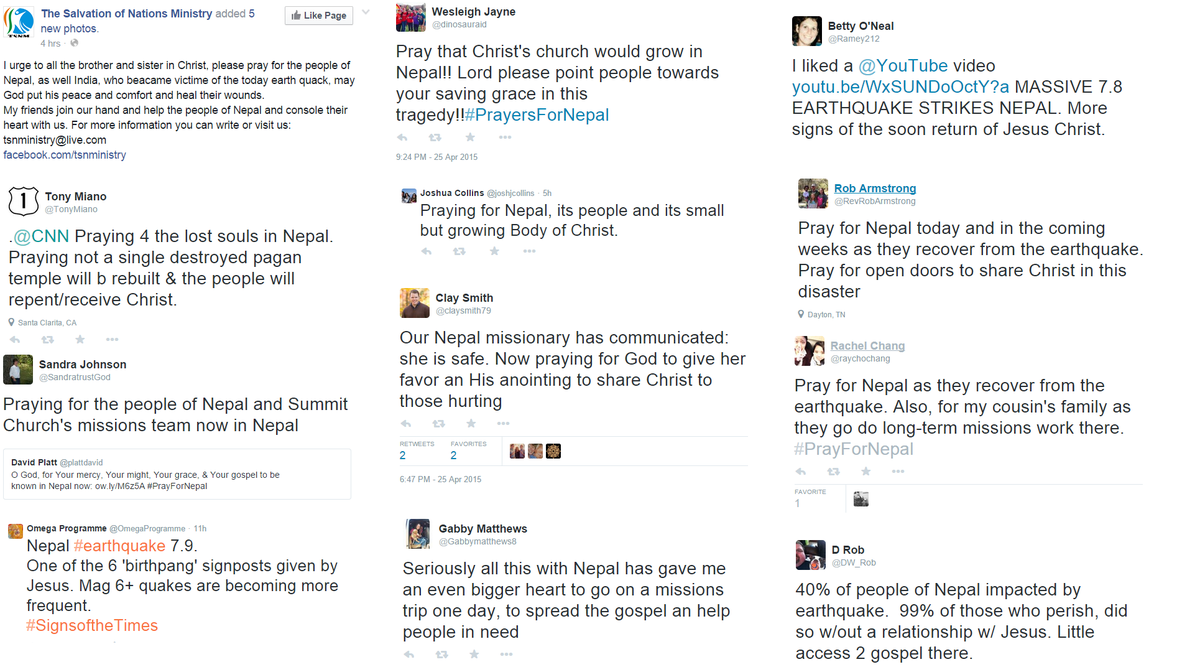 The Salvation of Nations Ministry added 5
new photos.
4 hrs ·
Like Page
TSNM
I urge to all the brother and sister in Christ, please pray for the people of
Nepal, as well India, who beacame victime of the today earth quack, may
God put his peace and comfort and heal their wounds.
My friends join our hand and help the people of Nepal and console their
heart with us. For more information you can write or visit us:
tsnministry@live.com
facebook.com/tsnministry
1
Tony Miano
@TonyMiano
.@CNN Praying 4 the lost souls in Nepal.
Praying not a single destroyed pagan
temple will b rebuilt & the people will
repent/receive Christ.
Santa Clarita, CA
Sandra Johnson
@SandratrustGod
Praying for the people of Nepal and Summit
Church's missions team now in Nepal
David Platt @plattdavid
O God, for Your mercy, Your might, Your grace, & Your gospel to be
known in Nepal now: ow.ly/M6z5A #PrayForNepal
Omega Programme @OmegaProgramme · 11h
Nepal #earthquake 7.9.
One of the 6 'birthpang' signposts given by
Jesus. Mag 6+ quakes are becoming more
frequent.
#SignsoftheTimes
Wesleigh Jayne
@dinosauraid
Pray that Christ's church would grow in
Nepal!! Lord please point people towards
your saving grace in this
tragedy!!#PrayersForNepal
9:24 PM - 25 Apr 2015
Joshua Collins @joshjcollins · 5h
Praying for Nepal, its people and its small
but growing Body of Christ.
Clay Smith
@claysmith79
Our Nepal missionary has communicated:
she is safe. Now praying for God to give her
favor an His anointing to share Christ to
those hurting
RETWEETS
2
FAVORITES
2
6:47 PM - 25 Apr 2015
Gabby Matthews
@Gabbymatthews8
Seriously all this with Nepal has gave me
an even bigger heart to go on a missions
trip one day, to spread the gospel an help
people in need
Betty O'Neal
@Ramey212
I liked a @YouTube video
youtu.be/WxSUNDoOctY?a MASSIVE 7.8
EARTHQUAKE STRIKES NEPAL. More
signs of the soon return of Jesus Christ.
Rob Armstrong
@RevRobArmstrong
Pray for Nepal today and in the coming
weeks as they recover from the earthquake.
Pray for open doors to share Christ in this
disaster
Dayton, TN
Rachel Chang
@raychochang
Pray for Nepal as they recover from the
earthquake. Also, for my cousin's family as
they go do long-term missions work there.
#PrayForNepal
FAVORITE
1
D Rob
@DW_Rob
40% of people of Nepal impacted by
earthquake. 99% of those who perish, did
so w/out a relationship w/ Jesus. Little
access 2 gospel there.